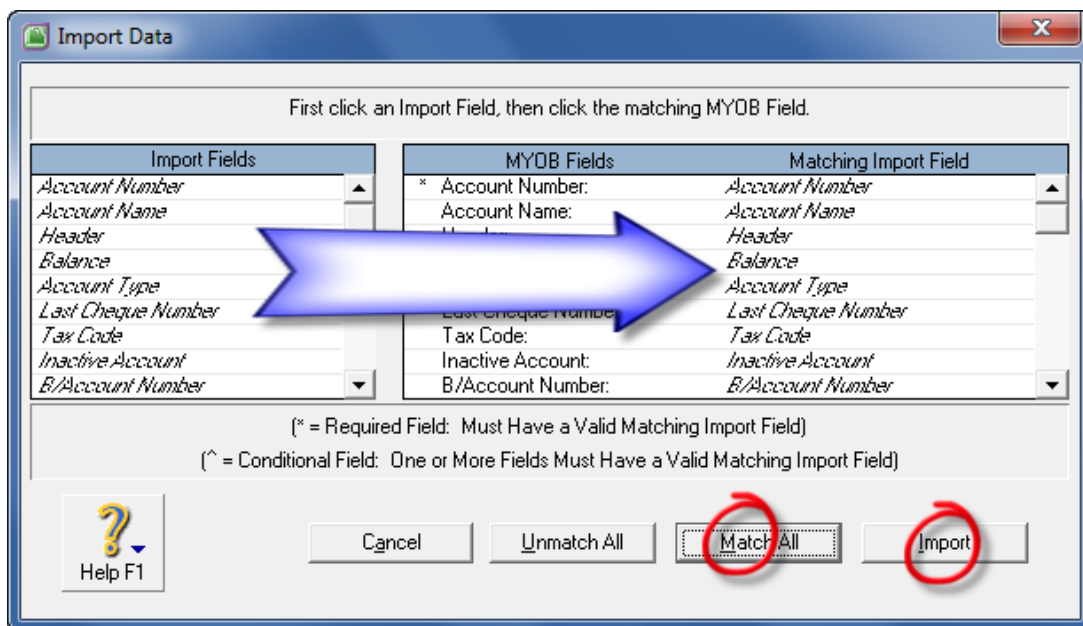 Import Data
First click an Import Field, then click the matching MYOB Field.
Import Fields
MYOB Fields Matching Import Field
Account Number
Account Name
Header
Balance
Account Type
Last Cheque Number
Tax Code
Inactive Account
B/Account Number
* Account Number: Account Number
Account Name: Account Name
Header
Balance
Account Type
Last Cheque Number Last Cheque Number
Tax Code: Tax Code
Inactive Account: Inactive Account
B/Account Number: B/Account Number
(* = Required Field: Must Have a Valid Matching Import Field)
(^ = Conditional Field: One or More Fields Must Have a Valid Matching Import Field)
Help F1
Cancel
Unmatch All
Match All
Import